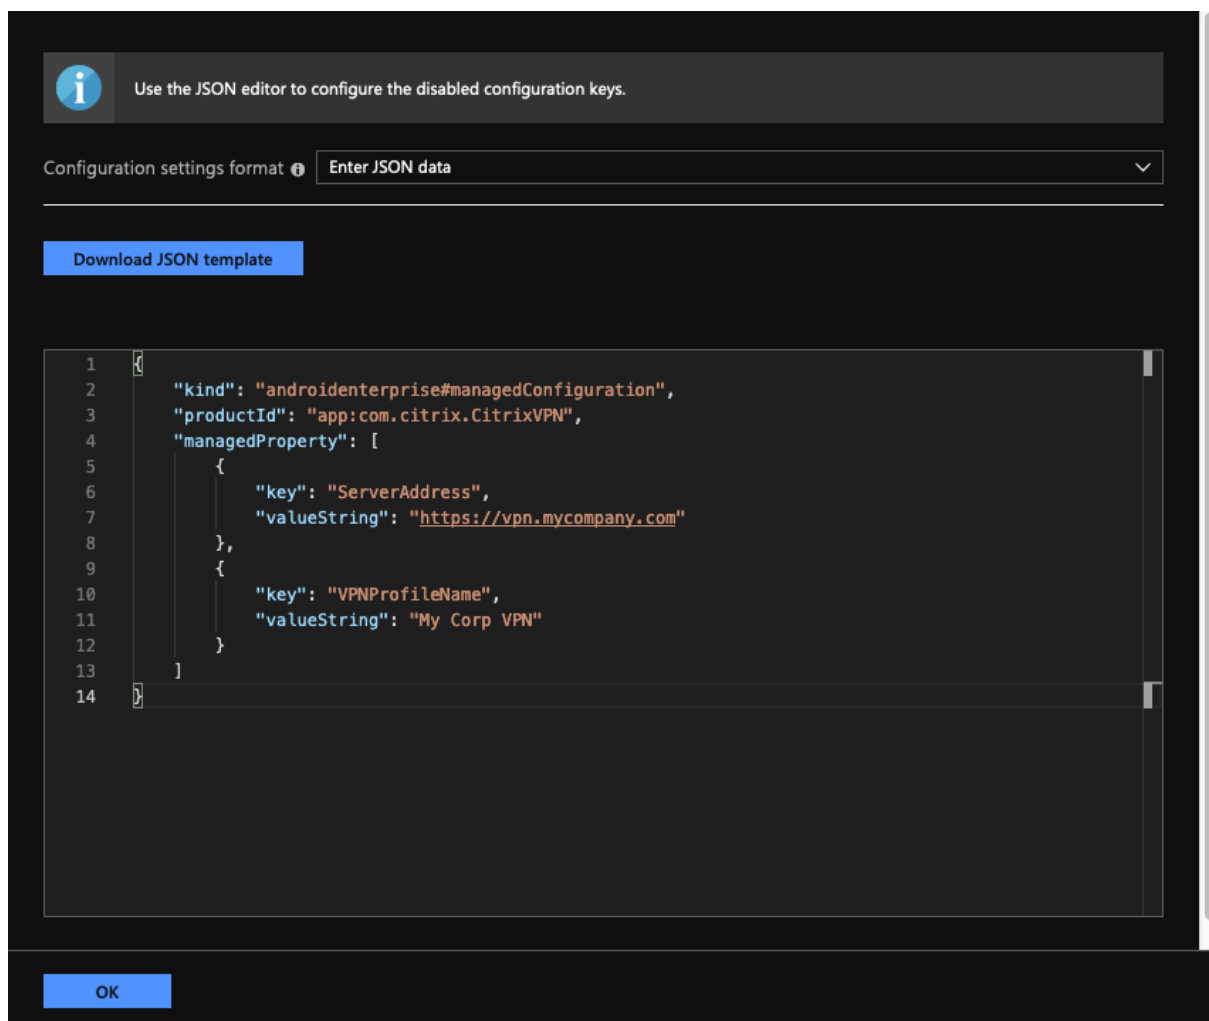 Use the JSON editor to configure the disabled configuration keys.
Configuration settings format Enter JSON data
Download JSON template
1 {
2 "kind": "androidenterprise#managedConfiguration",
3 "productId": "app:com.citrix.CitrixVPN",
4 "managedProperty": [
5 {
6 "key": "ServerAddress",
7 "valueString": "https://vpn.mycompany.com"
8 },
9 {
10 "key": "VPNProfileName",
11 "valueString": "My Corp VPN"
12 }
13 ]
14 }
OK